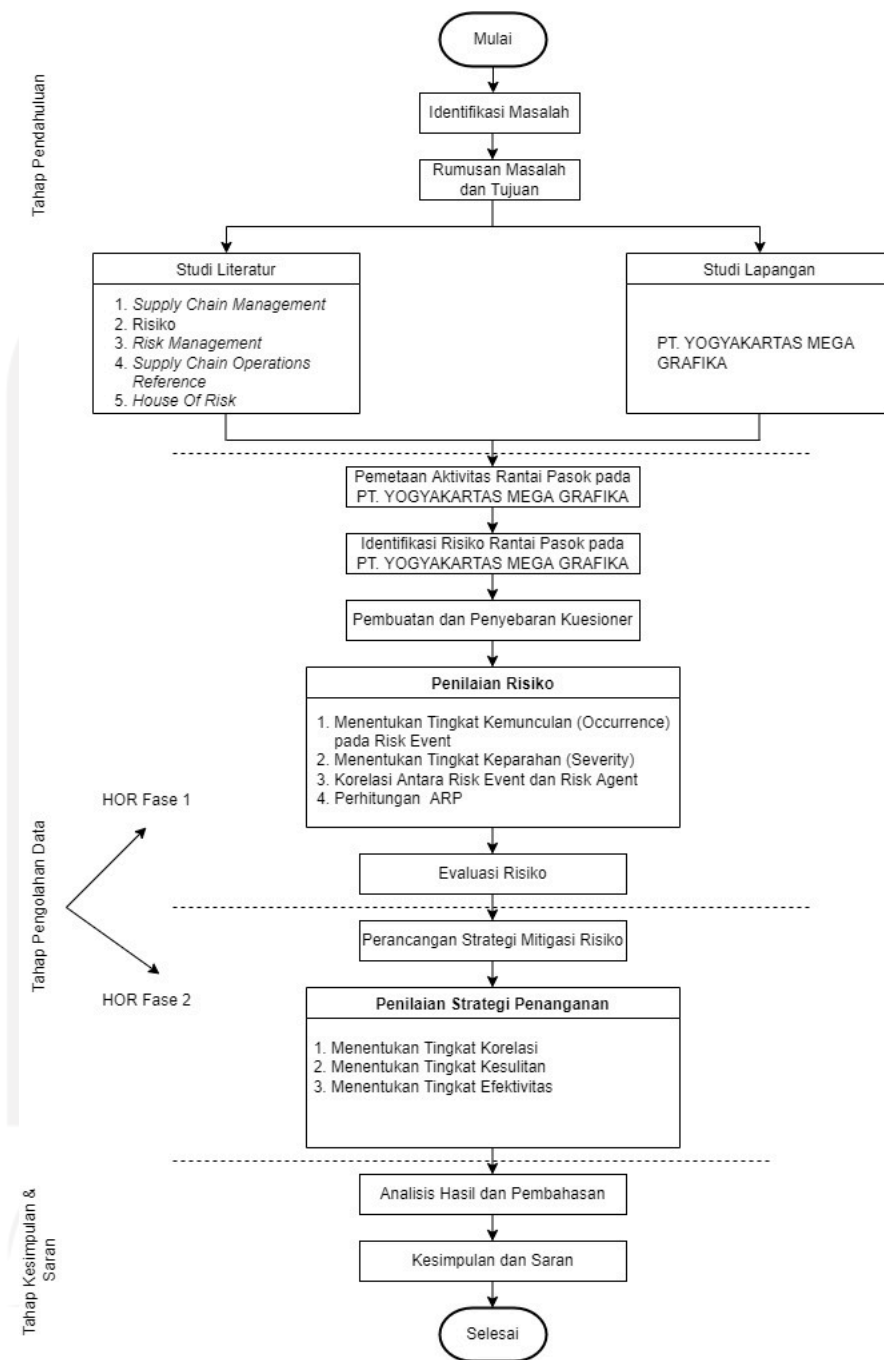 Mulai
Tahap Pendahuluan
Identifikasi Masalah
Rumusan Masalah
dan Tujuan
Studi Literatur
1. Supply Chain Management
2. Risiko
3. Risk Management
4. Supply Chain Operations
Reference
5. House Of Risk
Studi Lapangan
PT. YOGYAKARTAS MEGA
GRAFIKA
Pemetaan Aktivitas Rantai Pasok pada
PT. YOGYAKARTAS MEGA GRAFIKA
Identifikasi Risiko Rantai Pasok pada
PT. YOGYAKARTAS MEGA GRAFIKA
Pembuatan dan Penyebaran Kuesioner
Penilaian Risiko
1. Menentukan Tingkat Kemunculan (Occurrence)
pada Risk Event
2. Menentukan Tingkat Keparahan (Severity)
3. Korelasi Antara Risk Event dan Risk Agent
4. Perhitungan ARP
HOR Fase 1
Evaluasi Risiko
Tahap Pengolahan Data
Perancangan Strategi Mitigasi Risiko
HOR Fase 2
Penilaian Strategi Penanganan
1. Menentukan Tingkat Korelasi
2. Menentukan Tingkat Kesulitan
3. Menentukan Tingkat Efektivitas
Tahap Kesimpulan &
Saran
Analisis Hasil dan Pembahasan
Kesimpulan dan Saran
Selesai